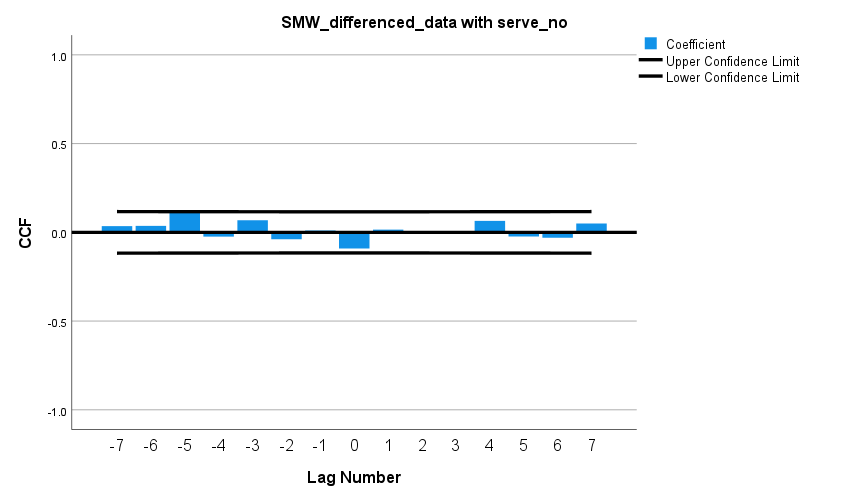 SMW_differenced_data with serve_no
Coefficient
Upper Confidence Limit
Lower Confidence Limit
1.0
0.5
0.0
-0.5
-1.0
CCF
-7 -6 -5 -4 -3 -2 -1 0 1 2 3 4 5 6 7
Lag Number